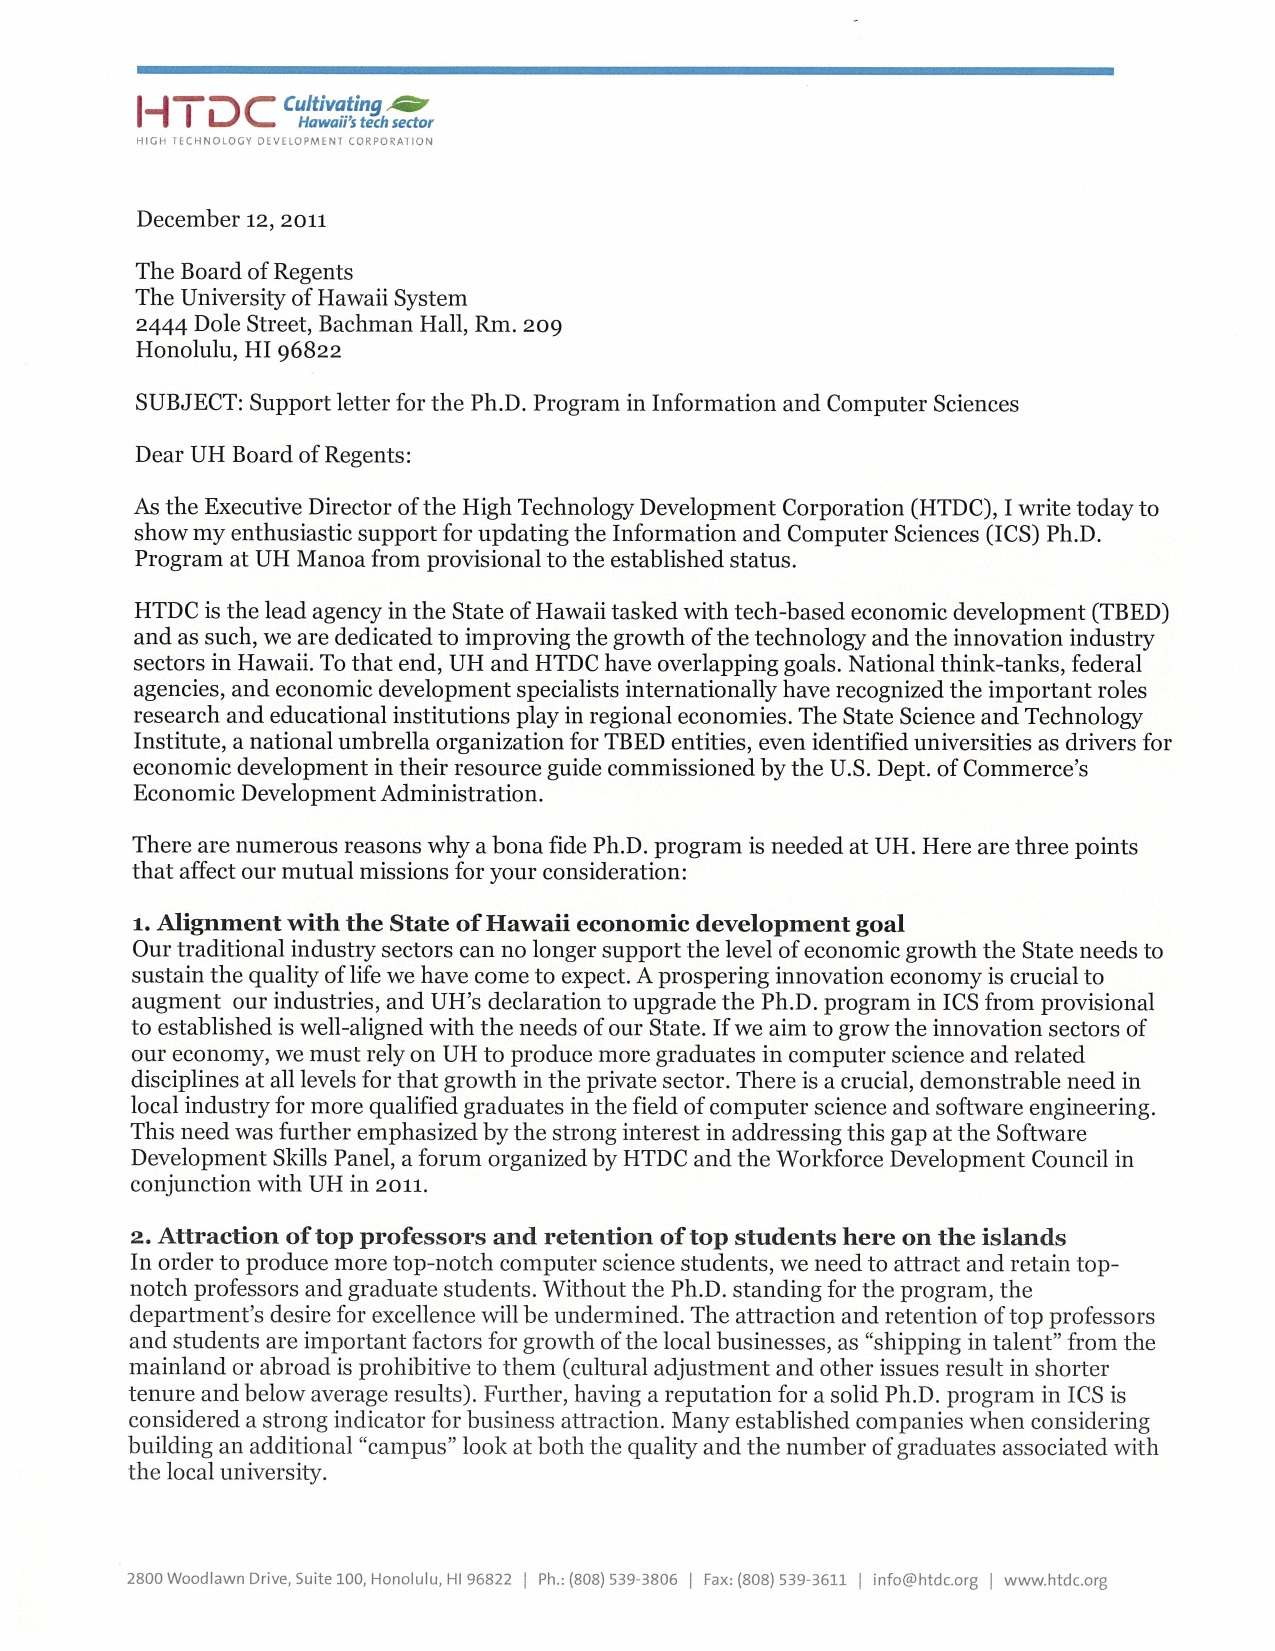 HTDC Cultivating
Hawaii's tech sector
HIGH TECHNOLOGY DEVELOPMENT CORPORATION
December 12, 2011
The Board of Regents
The University of Hawaii System
2444 Dole Street, Bachman Hall, Rm. 209
Honolulu, HI 96822
SUBJECT: Support letter for the Ph.D. Program in Information and Computer Sciences
Dear UH Board of Regents:
As the Executive Director of the High Technology Development Corporation (HTDC), I write today to
show my enthusiastic support for updating the Information and Computer Sciences (ICS) Ph.D.
Program at UH Manoa from provisional to the established status.
HTDC is the lead agency in the State of Hawaii tasked with tech-based economic development (TBED)
and as such, we are dedicated to improving the growth of the technology and the innovation industry
sectors in Hawaii. To that end, UH and HTDC have overlapping goals. National think-tanks, federal
agencies, and economic development specialists internationally have recognized the important roles
research and educational institutions play in regional economies. The State Science and Technology
Institute, a national umbrella organization for TBED entities, even identified universities as drivers for
economic development in their resource guide commissioned by the U.S. Dept. of Commerce's
Economic Development Administration.
There are numerous reasons why a bona fide Ph.D. program is needed at UH. Here are three points
that affect our mutual missions for your consideration:
1. Alignment with the State of Hawaii economic development goal
Our traditional industry sectors can no longer support the level of economic growth the State needs to
sustain the quality of life we have come to expect. A prospering innovation economy is crucial to
augment  our industries, and UH's declaration to upgrade the Ph.D. program in ICS from provisional
to established is well-aligned with the needs of our State. If we aim to grow the innovation sectors of
our economy, we must rely on UH to produce more graduates in computer science and related
disciplines at all levels for that growth in the private sector. There is a crucial, demonstrable need in
local industry for more qualified graduates in the field of computer science and software engineering.
This need was further emphasized by the strong interest in addressing this gap at the Software
Development Skills Panel, a forum organized by HTDC and the Workforce Development Council in
conjunction with UH in 2011.
2. Attraction of top professors and retention of top students here on the islands
In order to produce more top-notch computer science students, we need to attract and retain top-
notch professors and graduate students. Without the Ph.D. standing for the program, the
department's desire for excellence will be undermined. The attraction and retention of top professors
and students are important factors for growth of the local businesses, as “shipping in talent” from the
mainland or abroad is prohibitive to them (cultural adjustment and other issues result in shorter
tenure and below average results). Further, having a reputation for a solid Ph.D. program in ICS is
considered a strong indicator for business attraction. Many established companies when considering
building an additional “campus” look at both the quality and the number of graduates associated with
the local university.
2800 Woodlawn Drive, Suite 100, Honolulu, HI 96822 | Ph.: (808) 539-3806 | Fax: (808) 539-3611 | info@htdc.org | www.htdc.org